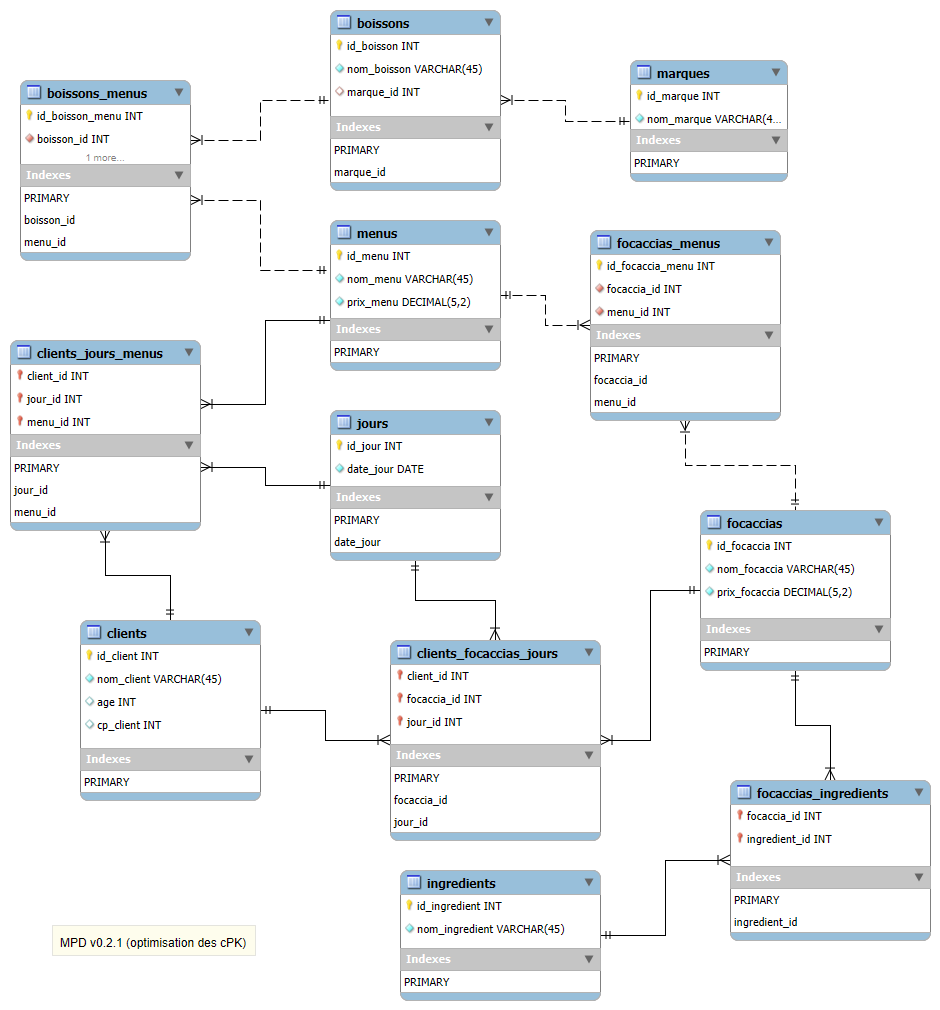 boissons
id_boisson INT
nom_boisson VARCHAR(45)
marque_id INT
Indexes
PRIMARY
marque_id
marques
id_marque INT
nom_marque VARCHAR(4...
Indexes
PRIMARY
boissons_menus
id_boisson_menu INT
boisson_id INT
1 more...
Indexes
PRIMARY
boisson_id
menu_id
menus
id_menu INT
nom_menu VARCHAR(45)
prix_menu DECIMAL(5,2)
Indexes
PRIMARY
focaccias_menus
id_focaccia_menu INT
focaccia_id INT
menu_id INT
Indexes
PRIMARY
focaccia_id
menu_id
clients_jours_menus
client_id INT
jour_id INT
menu_id INT
Indexes
PRIMARY
jour_id
menu_id
jours
id_jour INT
date_jour DATE
Indexes
PRIMARY
date_jour
focaccias
id_focaccia INT
nom_focaccia VARCHAR(45)
prix_focaccia DECIMAL(5,2)
Indexes
PRIMARY
clients
id_client INT
nom_client VARCHAR(45)
age INT
cp_client INT
Indexes
PRIMARY
clients_focaccias_jours
client_id INT
focaccia_id INT
jour_id INT
Indexes
PRIMARY
focaccia_id
jour_id
focaccias_ingredients
focaccia_id INT
ingredient_id INT
Indexes
PRIMARY
ingredient_id
ingredients
id_ingredient INT
nom_ingredient VARCHAR(45)
Indexes
PRIMARY
MPD v0.2.1 (optimisation des cPK)